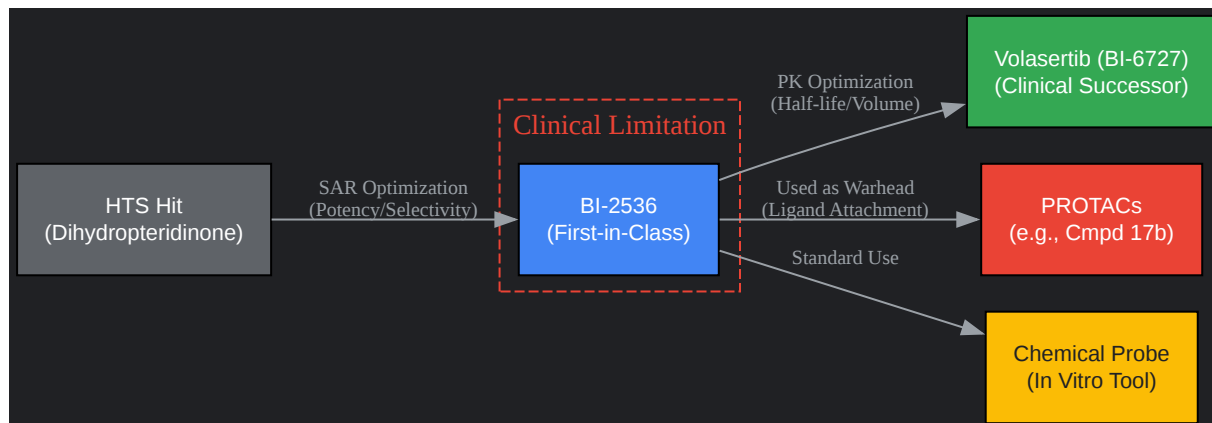 HTS Hit
(Dihydropteridinone)
SAR Optimization
(Potency/Selectivity)
Clinical Limitation
BI-2536
(First-in-Class)
PK Optimization
(Half-life/Volume)
Volasertib (BI-6727)
(Clinical Successor)
Used as Warhead
(Ligand Attachment)
PROTACs
(e.g., Cmpd 17b)
Standard Use
Chemical Probe
(In Vitro Tool)